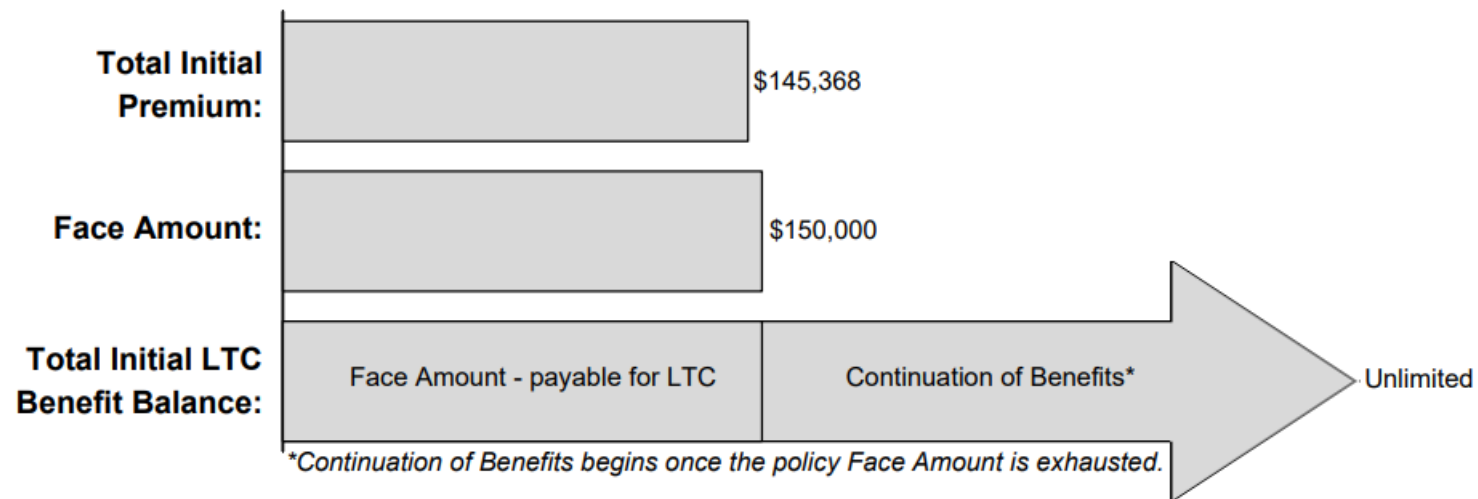 Total Initial
Premium:
$145,368
Face Amount:
$150,000
Total Initial LTC
Benefit Balance:
Face Amount - payable for LTC
Continuation of Benefits*
Unlimited
*Continuation of Benefits begins once the policy Face Amount is exhausted.